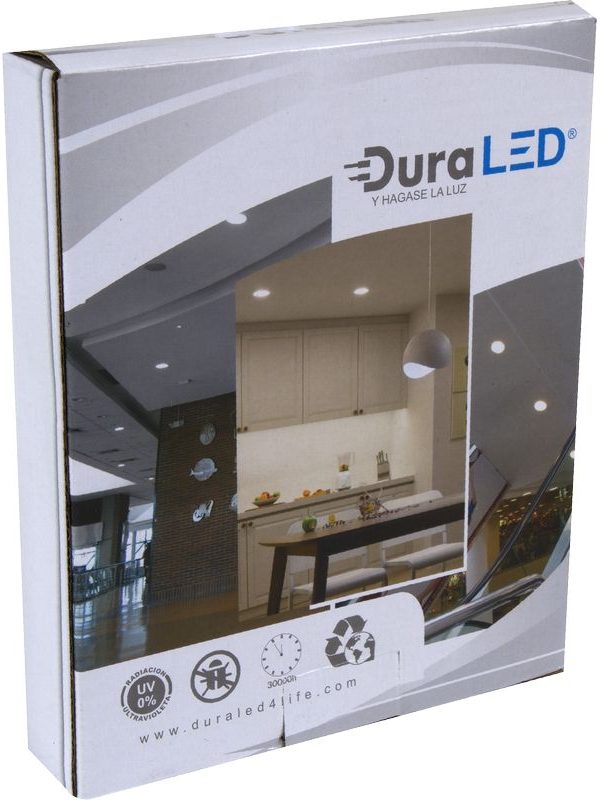 DuraLED®
Y HAGASE LA LUZ
RADIACION
UV
0%
ULTRAVIOLETA
30000h
www.duraled4life.com